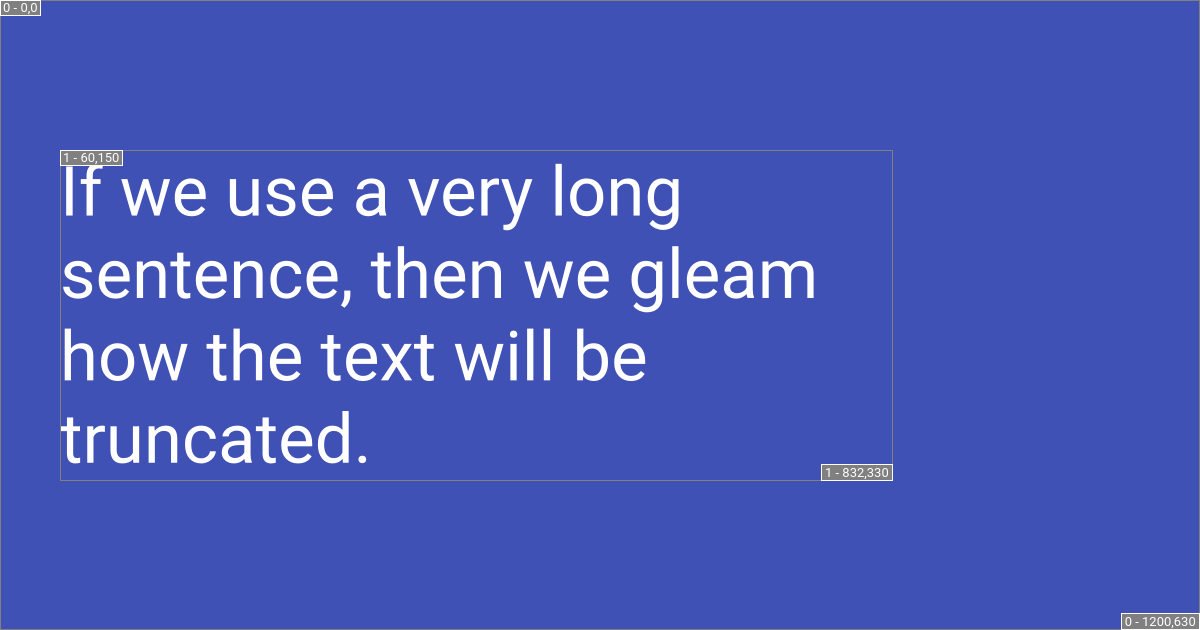 0 - 0,0
1 - 60,150
If we use a very long
sentence, then we gleam
how the text will be
truncated.
1 - 832,330
0 - 1200,630